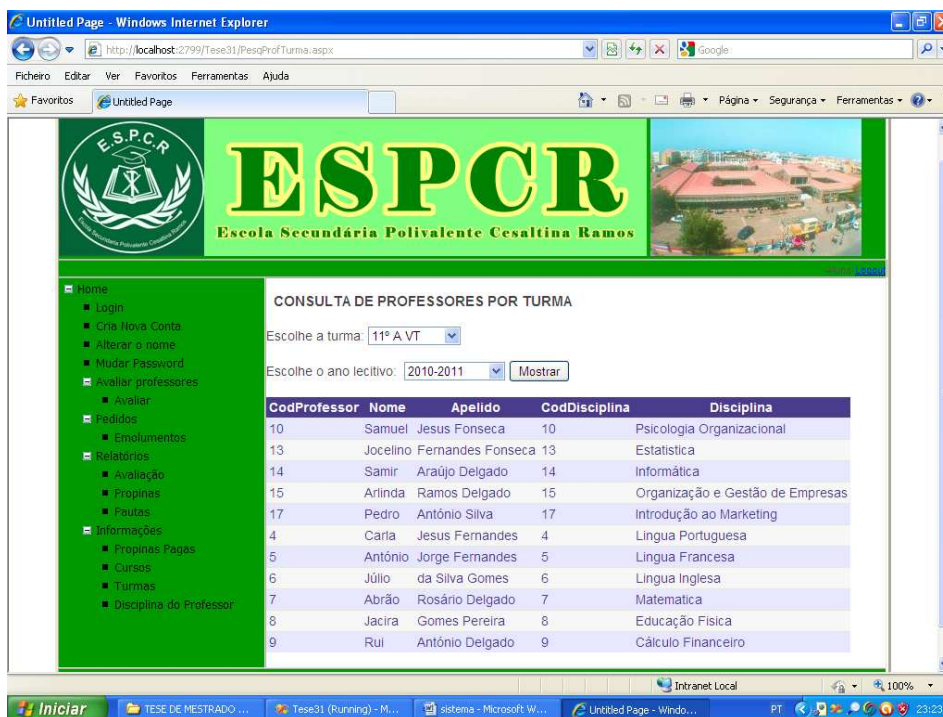 Untitled Page - Windows Internet Explorer
http://localhost:2799/Tese31/PesqProfTurma.aspx
Google
Ficheiro Editar Ver Favoritos Ferramentas Ajuda
Favoritos Untitled Page Página Segurança Ferramentas
E.S.P.C.R
Escola Secundária Polivalente Cesaltina Ramos
ESPCR
Escola Secundária Polivalente Cesaltina Ramos
Logout
Home
Login
Cria Nova Conta
Alterar o nome
Mudar Password
Avaliar professores
Avaliar
Pedidos
Emolumentos
Relatórios
Avaliação
Propinas
Pautas
Informações
Propinas Pagas
Cursos
Turmas
Disciplina do Professor
CONSULTA DE PROFESSORES POR TURMA
Escolhe a turma: 11º A VT
Escolhe o ano lecitivo: 2010-2011 Mostrar
CodProfessor Nome Apelido CodDisciplina Disciplina
10 Samuel Jesus Fonseca 10 Psicologia Organizacional
13 Jocelino Fernandes Fonseca 13 Estatistica
14 Samir Araújo Delgado 14 Informática
15 Arlinda Ramos Delgado 15 Organização e Gestão de Empresas
17 Pedro António Silva 17 Introdução ao Marketing
4 Carla Jesus Fernandes 4 Lingua Portuguesa
5 António Jorge Fernandes 5 Lingua Francesa
6 Júlio da Silva Gomes 6 Lingua Inglesa
7 Abrão Rosário Delgado 7 Matematica
8 Jacira Gomes Pereira 8 Educação Fisica
9 Rui António Delgado 9 Cálculo Financeiro
Intranet Local 100%
Iniciar TESE DE MESTRADO ... Tese31 (Running) - M... sistema - Microsoft W... Untitled Page - Windo... PT 23:23